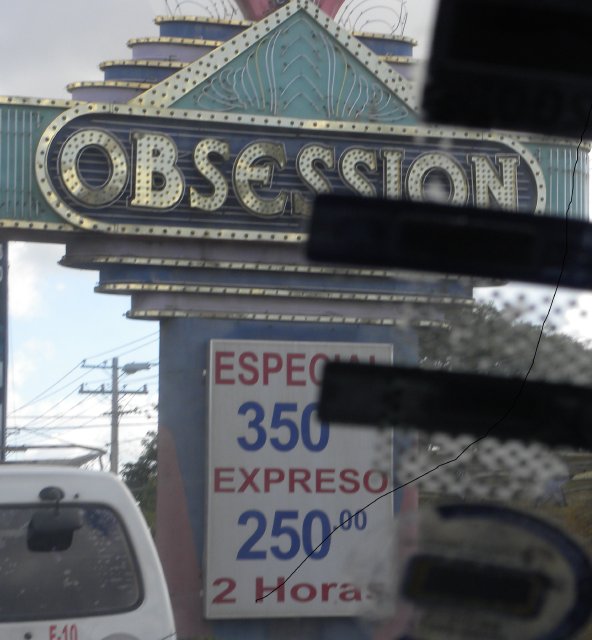 OBSESSION
ESPECIAL
350
EXPRESO
250.00
2 Horas
F-10